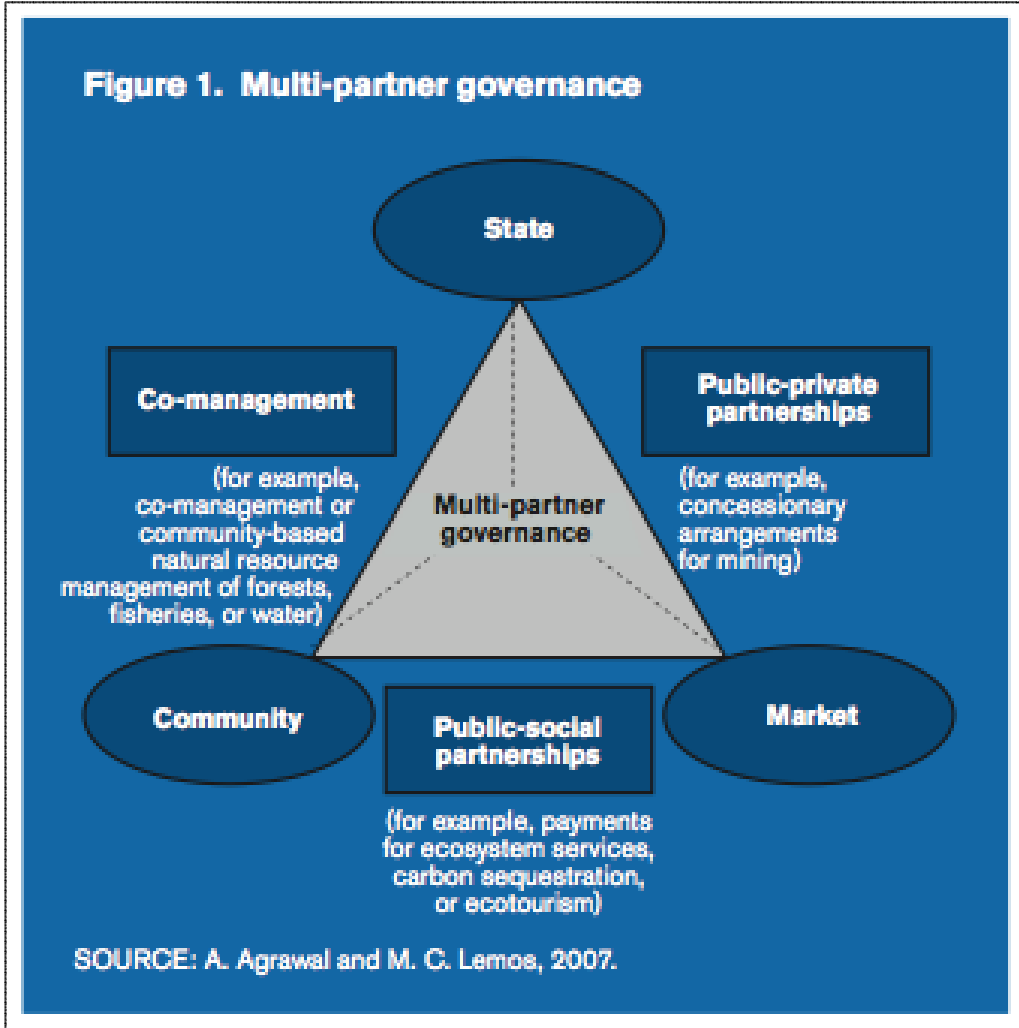 Figure 1. Multi-partner governance
State
Co-management
(for example,
co-management or
community-based
natural resource
management of forests,
fisheries, or water)
Public-private
partnerships
(for example,
concessionary
arrangements
for mining)
Multi-partner
governance
Community
Public-social
partnerships
(for example, payments
for ecosystem services,
carbon sequestration,
or ecotourism)
Market
SOURCE: A. Agrawal and M. C. Lemos, 2007.